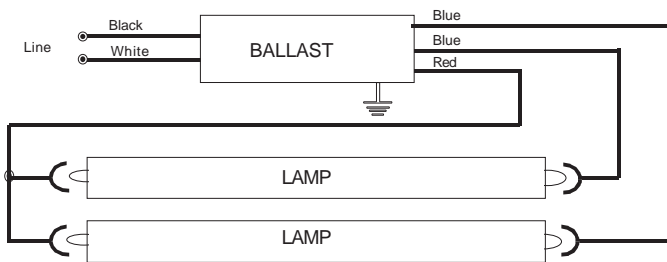 Black
Line
White
BALLAST
Blue
Blue
Red
LAMP
LAMP